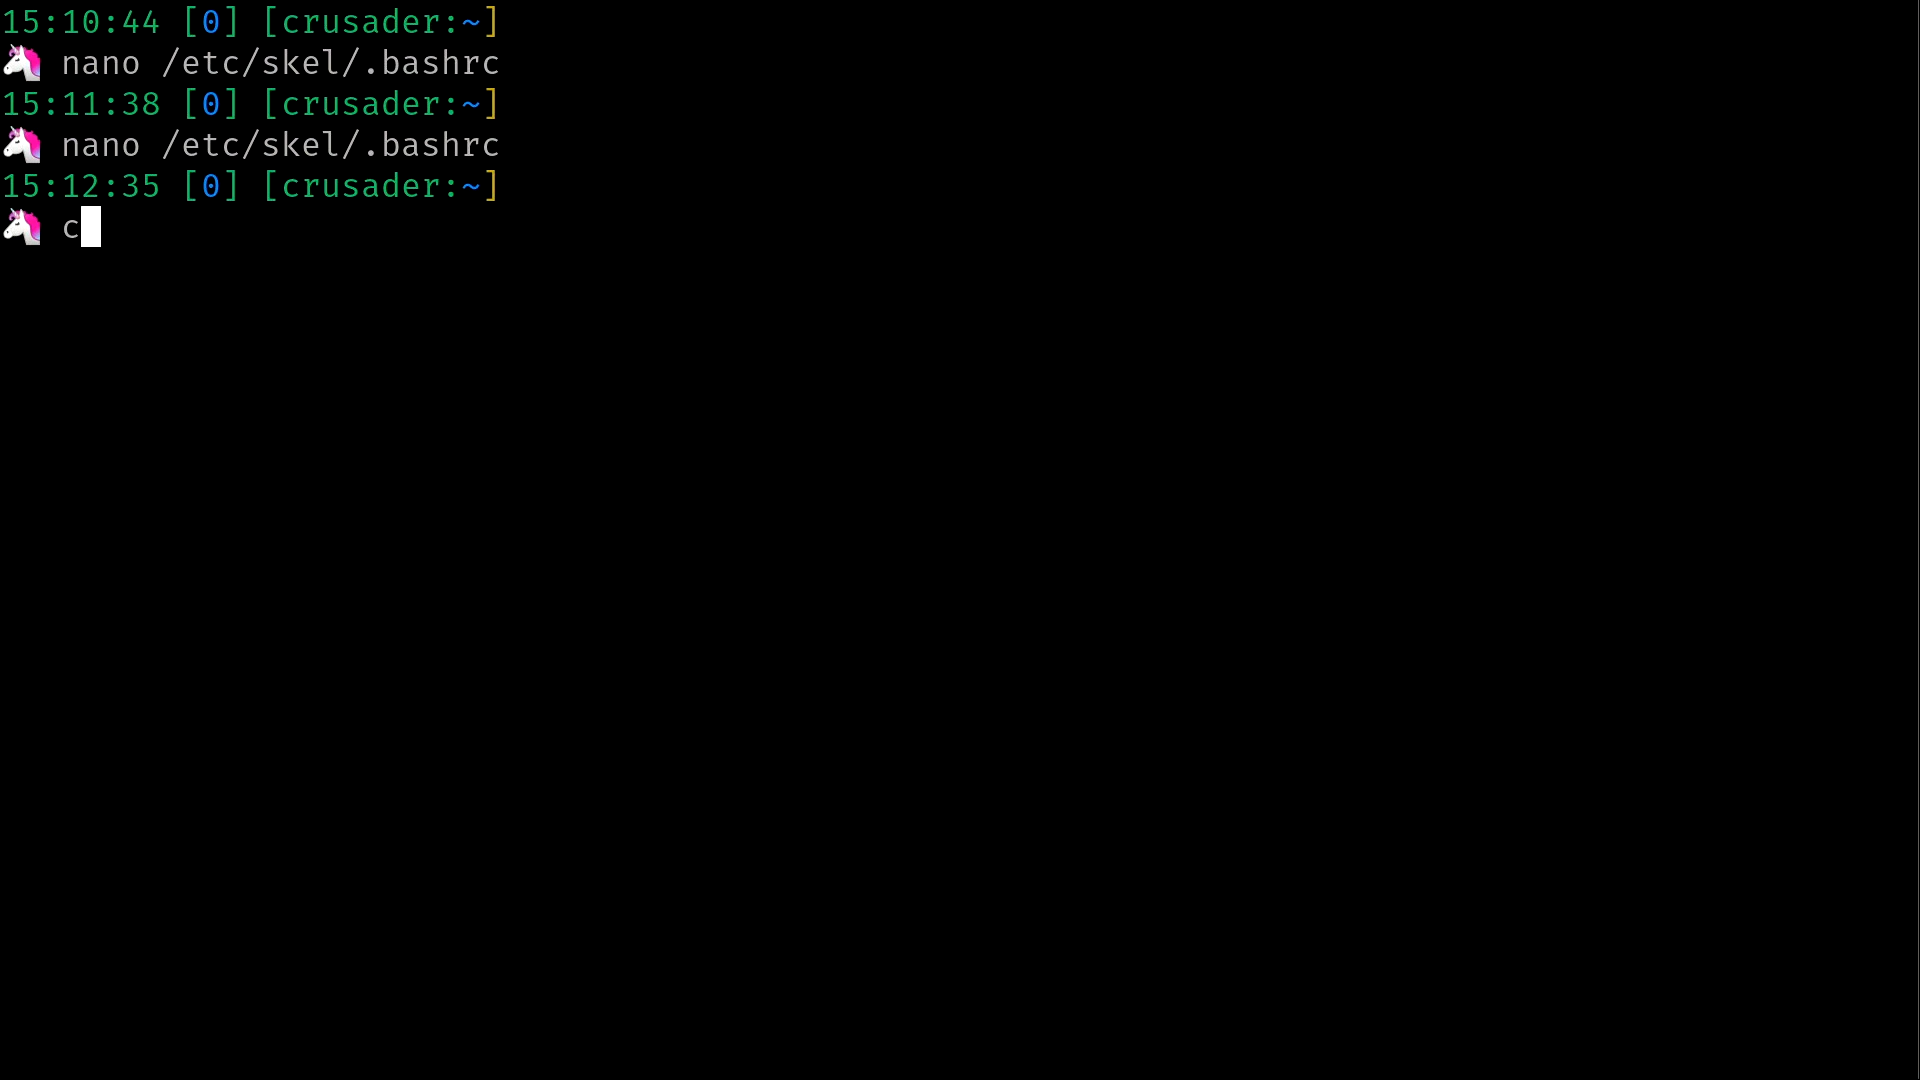 15:10:44 [0] [crusader:~]
🦄 nano /etc/skel/.bashrc
15:11:38 [0] [crusader:~]
🦄 nano /etc/skel/.bashrc
15:12:35 [0] [crusader:~]
🦄 c